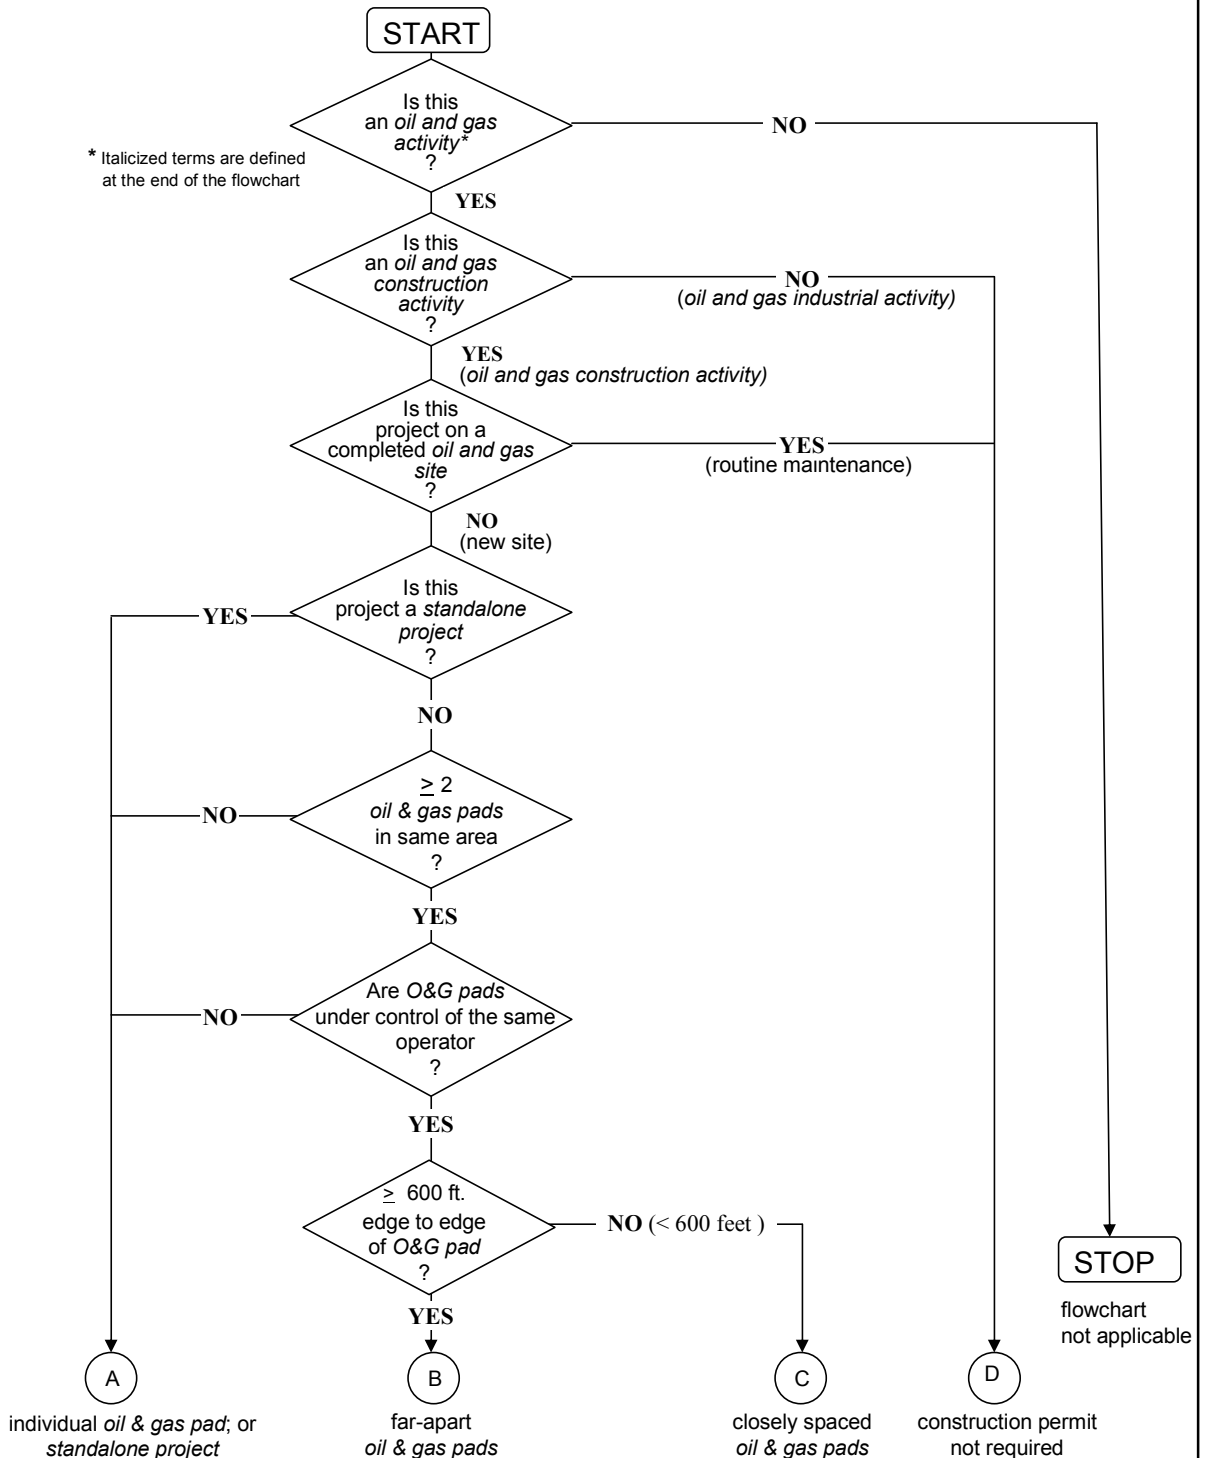 START
Is this
an oil and gas
activity*
?
NO
* Italicized terms are defined
at the end of the flowchart
YES
Is this
an oil and gas
construction
activity
?
NO
(oil and gas industrial activity)
YES
(oil and gas construction activity)
Is this
project on a
completed oil and gas
site
?
YES
(routine maintenance)
NO
(new site)
Is this
project a standalone
project
?
YES
NO
≥ 2
oil & gas pads
in same area
?
NO
YES
Are O&G pads
under control of the same
operator
?
NO
YES
≥ 600 ft.
edge to edge
of O&G pad
?
NO (< 600 feet )
YES
STOP
flowchart
not applicable
A
individual oil & gas pad; or
standalone project
B
far-apart
oil & gas pads
C
closely spaced
oil & gas pads
D
construction permit
not required